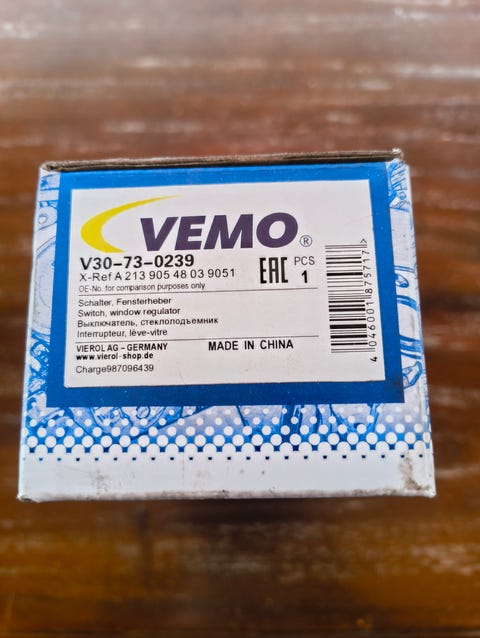 VEMO®
V30-73-0239
X-Ref A 213 905 48 03 9051
OE-No. for comparison purposes only
EAC
PCS
1
Schalter, Fensterheber
Switch, window regulator
Выключатель, стеклоподъемник
Interrupteur, lève-vitre
VIEROL AG - GERMANY
www.vierol-shop.de
MADE IN CHINA
Charge987096439
4 046001 875717 >